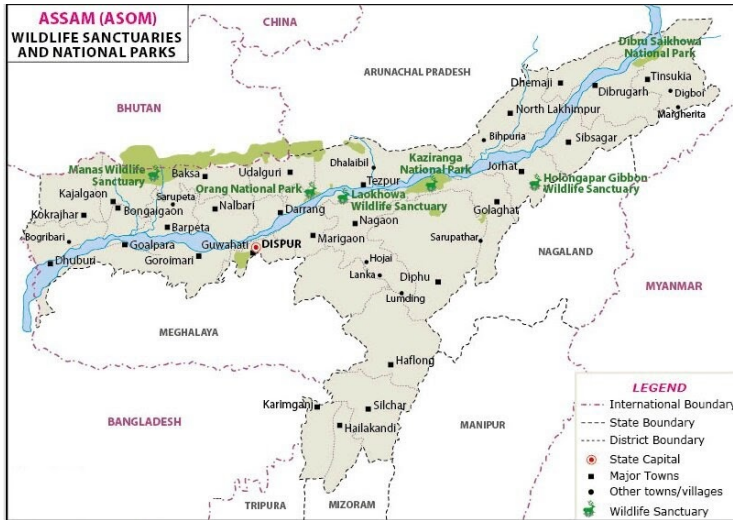 ASSAM (ASOM)
WILDLIFE SANCTUARIES
AND NATIONAL PARKS
CHINA
Dibru Saikhowa
National Park
ARUNACHAL PRADESH
Tinsukia
Dhemaji
Dibrugarh
Digboi
BHUTAN
North Lakhimpur
Margherita
Bihpuria
Sibsagar
Dhalaibil
Kaziranga
National Park
Jorhat
Manas Wildlife
Sanctuary
Baksa
Udalguri
Tezpur
Holongapar Gibbon
Wildlife Sanctuary
Orang National Park
Laokhowa
Wildlife Sanctuary
Kajalgaon
Sarupeta
Bongaigaon
Nalbari
Darrang
Golaghat
Kokrajhar
Barpeta
Nagaon
Bogribari
Goalpara
Guwahati
DISPUR
Marigaon
Sarupathar
NAGALAND
Dhuburi
Goroimari
Hojai
Lanka
Diphu
MYANMAR
Lumding
MEGHALAYA
Haflong
BANGLADESH
Karimganj
Silchar
Hailakandi
MANIPUR
TRIPURA
MIZORAM
LEGEND
International Boundary
State Boundary
District Boundary
State Capital
Major Towns
Other towns/villages
Wildlife Sanctuary